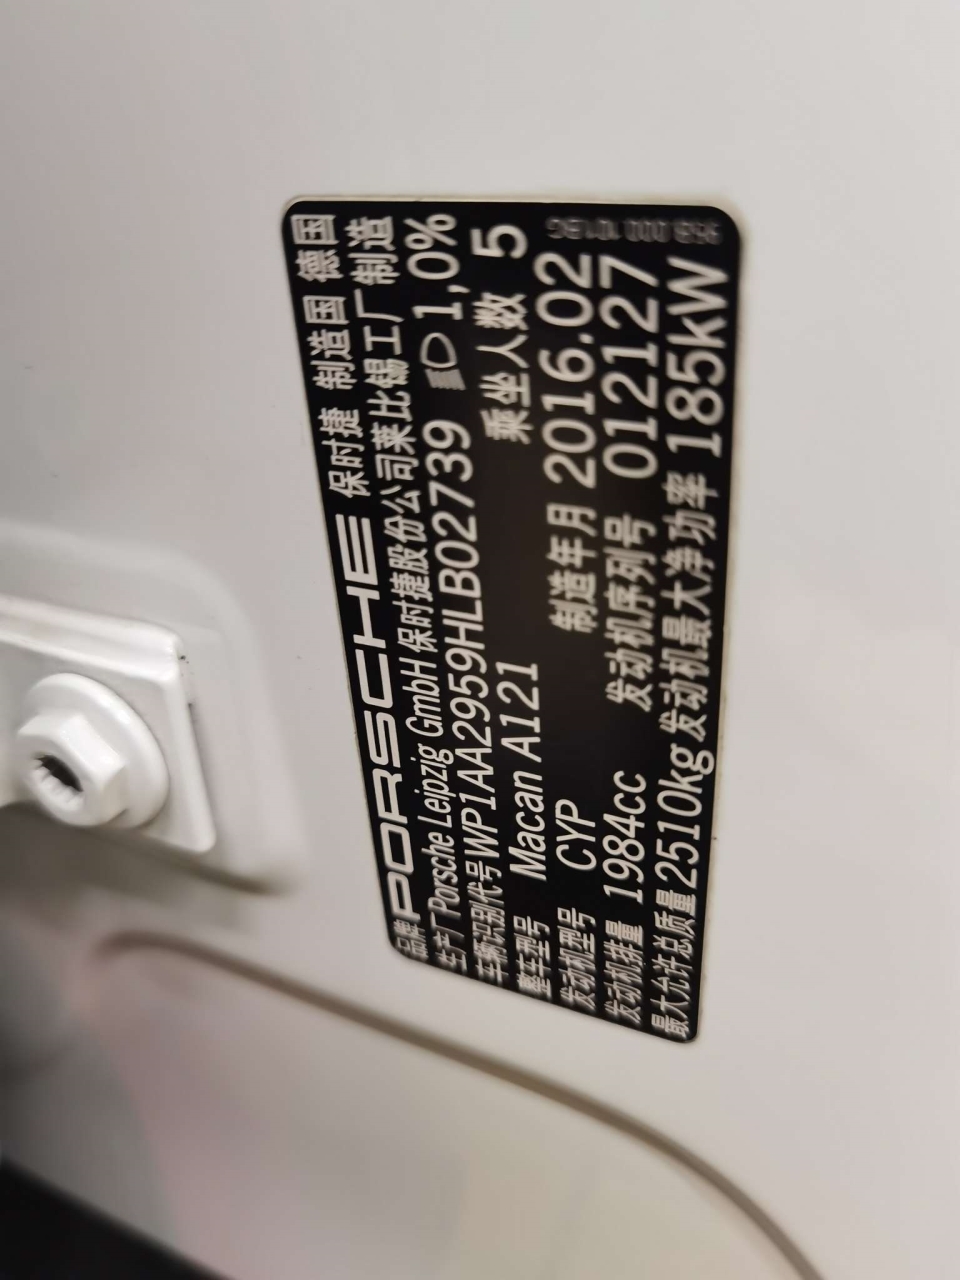 品牌 PORSCHE 保时捷 制造国 德国
生产厂 Porsche Leipzig GmbH 保时捷股份公司莱比锡工厂制造
车辆识别代号 WP1AA2959HLB02739 1,0%
整车型号 Macan A121 乘坐人数 5
发动机型号 CYP 制造年月 2016.02
发动机排量 1984cc 发动机序列号 012127
最大允许总质量 2510kg 发动机最大净功率 185kW